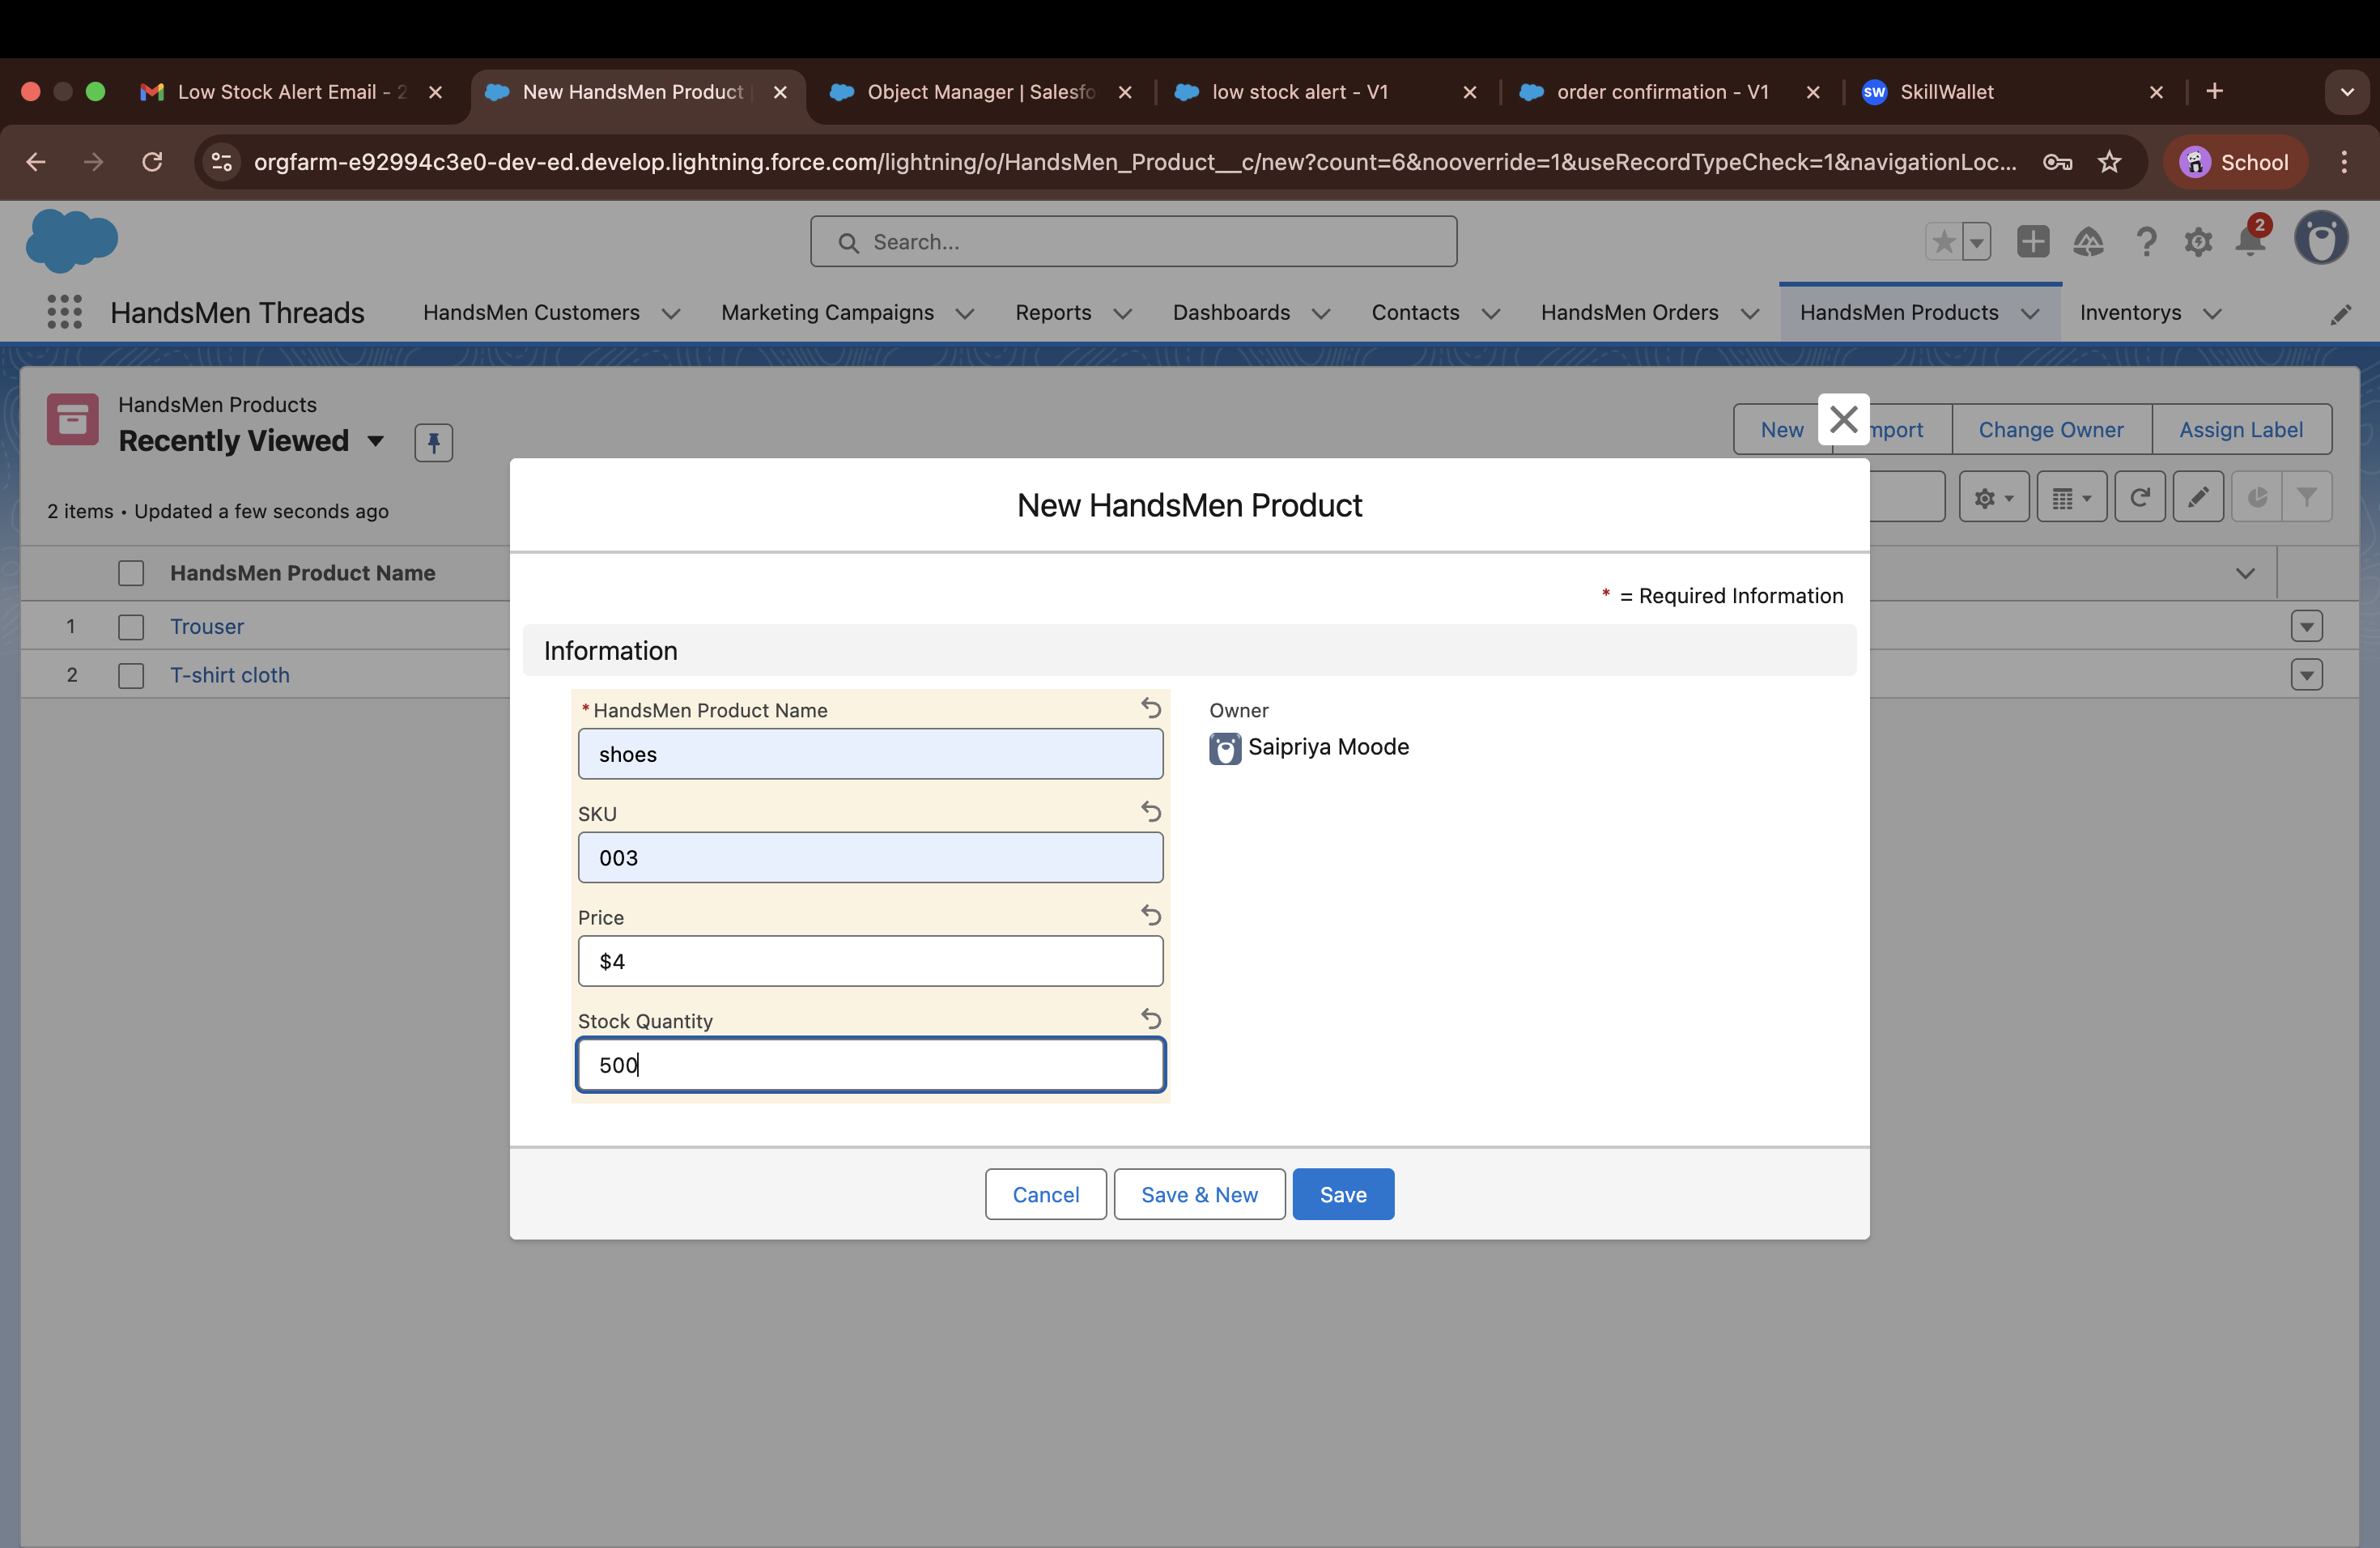 Low Stock Alert Email - 2
New HandsMen Product
Object Manager | Salesfo
low stock alert - V1
order confirmation - V1
SW SkillWallet
orgfarm-e92994c3e0-dev-ed.develop.lightning.force.com/lightning/o/HandsMen_Product__c/new?count=6&nooverride=1&useRecordTypeCheck=1&navigationLoc...
School
Search...
2
HandsMen Threads
HandsMen Customers
Marketing Campaigns
Reports
Dashboards
Contacts
HandsMen Orders
HandsMen Products
Inventorys
HandsMen Products
Recently Viewed
New
mport
Change Owner
Assign Label
2 items • Updated a few seconds ago
HandsMen Product Name
1 Trouser
2 T-shirt cloth
New HandsMen Product
* = Required Information
Information
*HandsMen Product Name
shoes
Owner
Saipriya Moode
SKU
003
Price
$4
Stock Quantity
500
Cancel
Save & New
Save